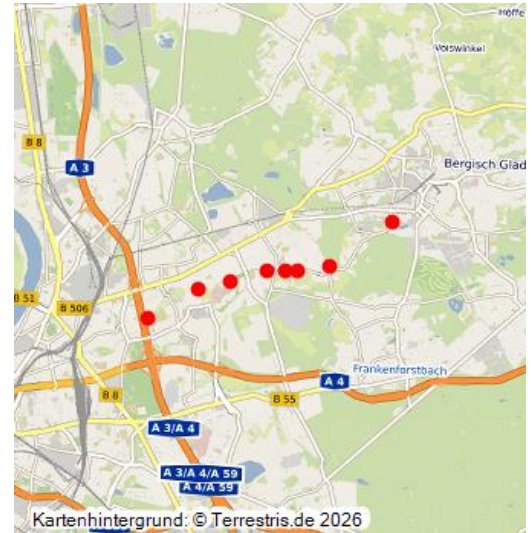 Höffe
Voiswinkel
B 8
A 3
Bergisch Glad
B 51
B 506
Frankenforstbach
A 4
B 8
B 55
A 3/A 4
A 3/A 4/A 59
A 4/A 59
Kartenhintergrund: © Terrestris.de 2026